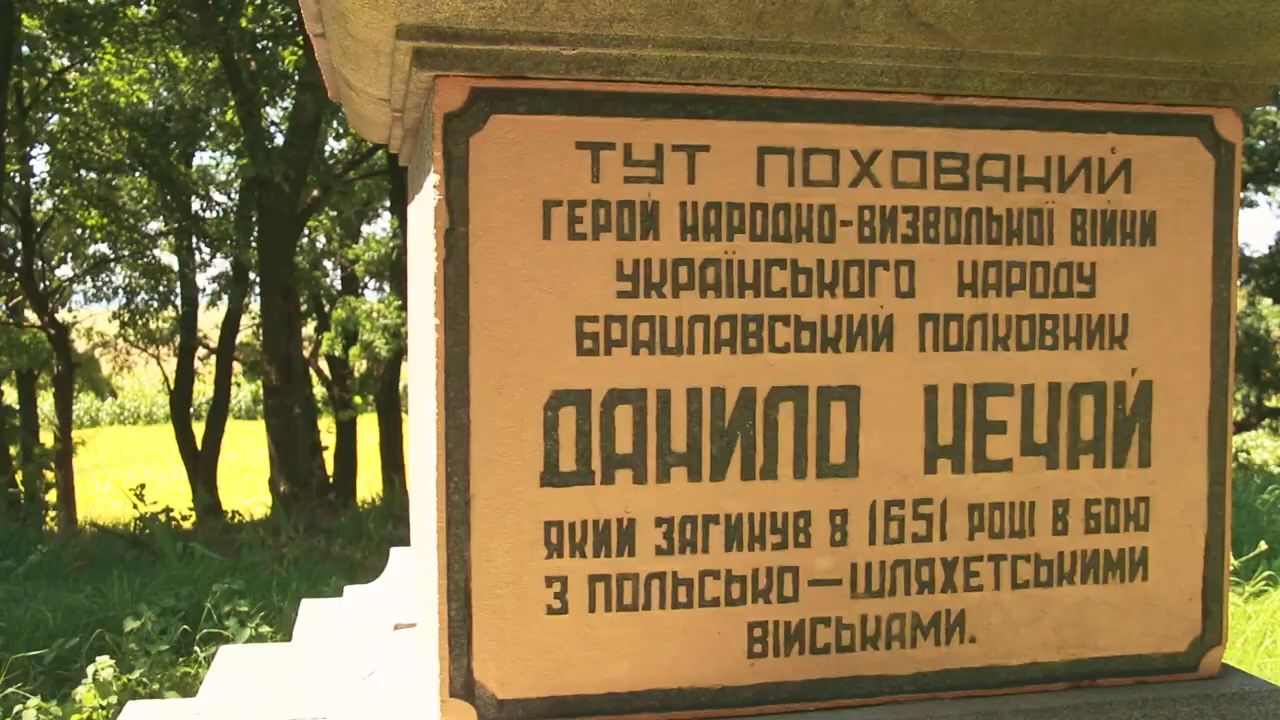 ТУТ ПОХОВАНИЙ
ГЕРОЙ НАРОДНО-ВИЗВОЛЬНОЇ ВІЙНИ
УКРАЇНСЬКОГО НАРОДУ
БРАЦЛАВСЬКИЙ ПОЛКОВНИК
ДАНИЛО НЕЧАЙ
ЯКИЙ ЗАГИНУВ В 1651 РОЦІ В БОЮ
З ПОЛЬСЬКО—ШЛЯХЕТСЬКИМИ
ВІЙСЬКАМИ.